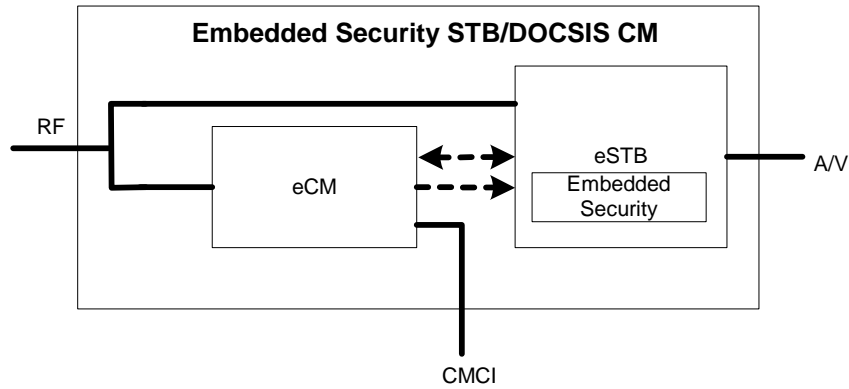 Embedded Security STB/DOCSIS CM
RF
eCM
eSTB
Embedded
Security
A/V
CMCI